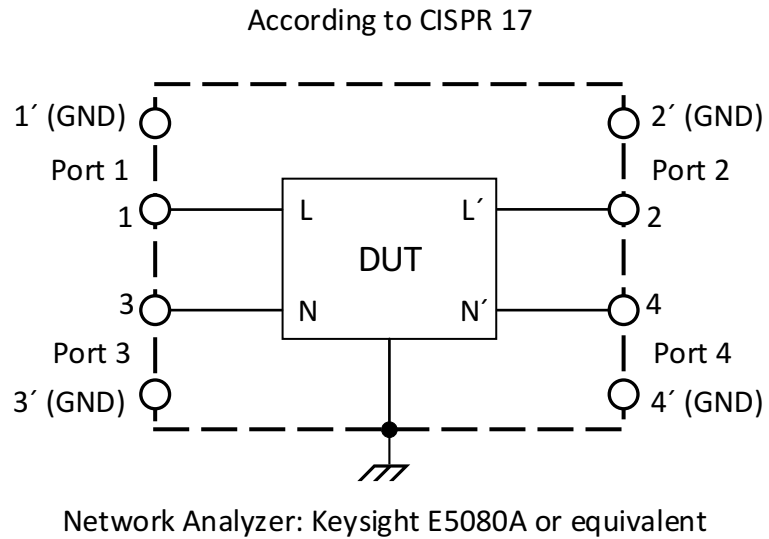 According to CISPR 17
1´ (GND)
2´ (GND)
Port 1
Port 2
1
L
L´
2
DUT
3
N
N´
4
Port 3
Port 4
3´ (GND)
4´ (GND)
Network Analyzer: Keysight E5080A or equivalent